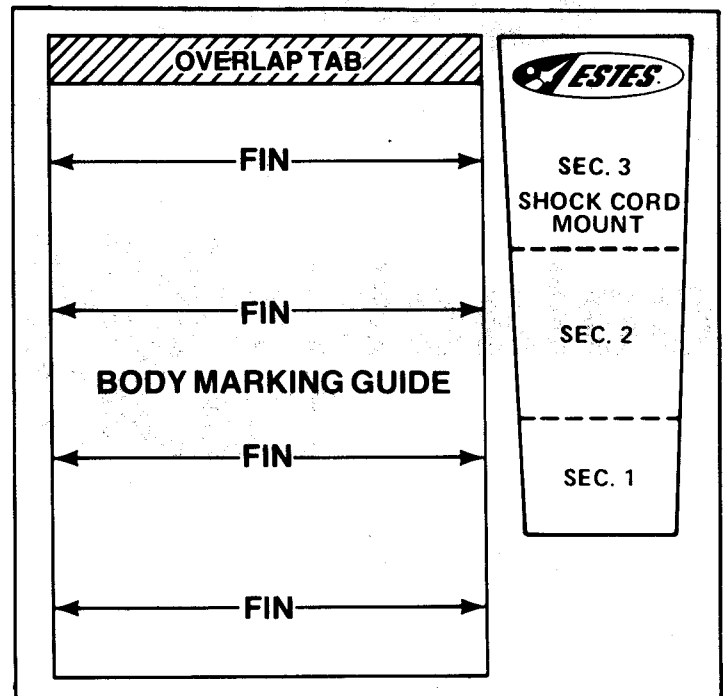 OVERLAP TAB
FIN
FIN
BODY MARKING GUIDE
FIN
FIN
ESTES
SEC. 3
SHOCK CORD
MOUNT
SEC. 2
SEC. 1